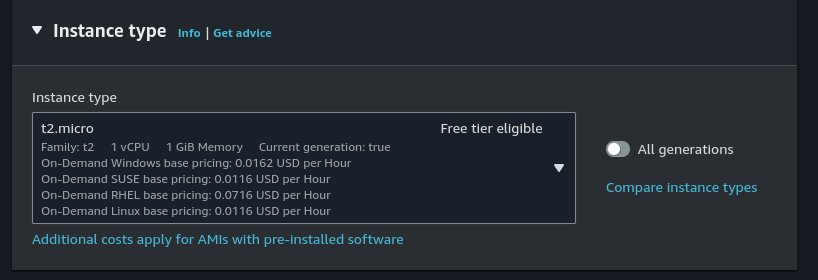 Instance type Info | Get advice
Instance type
t2.micro Free tier eligible
Family: t2 1 vCPU 1 GiB Memory Current generation: true
On-Demand Windows base pricing: 0.0162 USD per Hour
On-Demand SUSE base pricing: 0.0116 USD per Hour
On-Demand RHEL base pricing: 0.0716 USD per Hour
On-Demand Linux base pricing: 0.0116 USD per Hour
All generations
Compare instance types
Additional costs apply for AMIs with pre-installed software